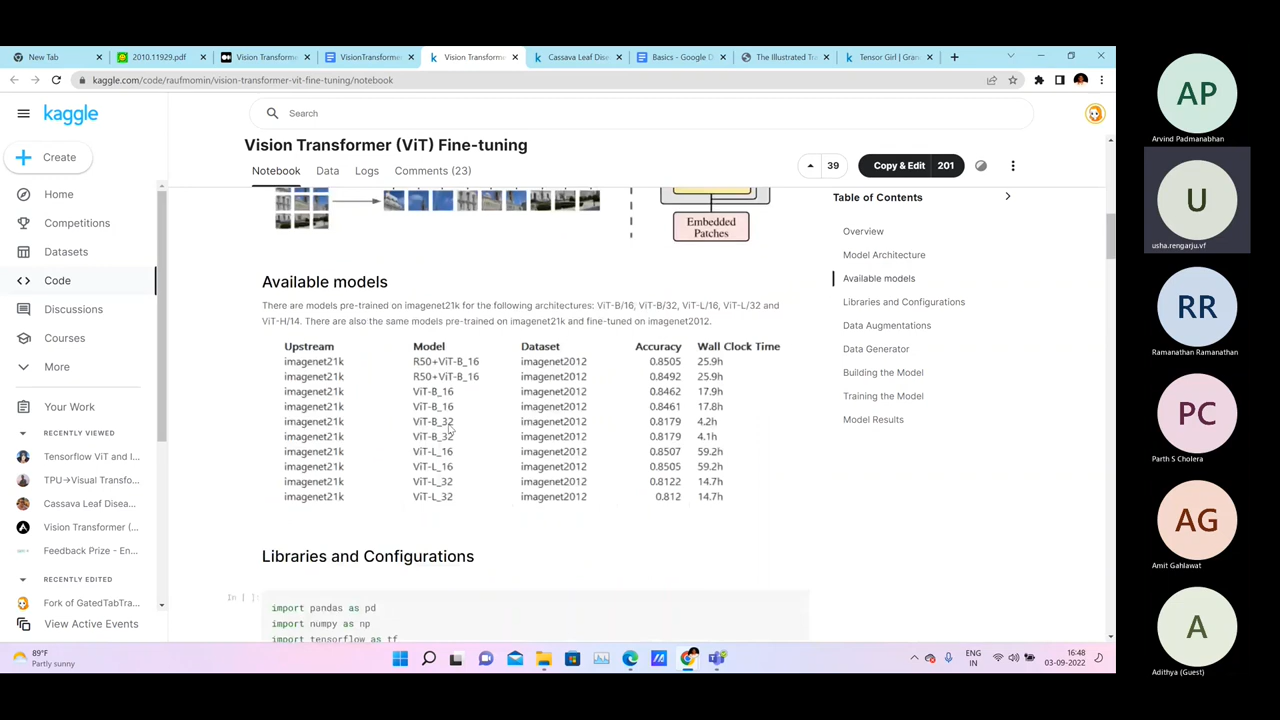 New Tab
2010.11929.pdf
Vision Transforme
VisionTransforme
Vision Transforme
Cassava Leaf Dise
Basics - Google D
The Illustrated Tra
Tensor Girl | Gran
kaggle.com/code/raufmomin/vision-transformer-vit-fine-tuning/notebook
kaggle
Search
Create
Home
Competitions
Datasets
Code
Discussions
Courses
More
Your Work
RECENTLY VIEWED
Tensorflow ViT and I...
TPU→Visual Transfo...
Cassava Leaf Disea...
Vision Transformer (...
Feedback Prize - En...
RECENTLY EDITED
Fork of GatedTabTra...
View Active Events
Vision Transformer (ViT) Fine-tuning
39
Copy & Edit 201
Notebook Data Logs Comments (23)
Embedded
Patches
Available models
There are models pre-trained on imagenet21k for the following architectures: ViT-B/16, ViT-B/32, ViT-L/16, ViT-L/32 and
ViT-H/14. There are also the same models pre-trained on imagenet21k and fine-tuned on imagenet2012.
Upstream Model Dataset Accuracy Wall Clock Time
imagenet21k R50+ViT-B_16 imagenet2012 0.8505 25.9h
imagenet21k R50+ViT-B_16 imagenet2012 0.8492 25.9h
imagenet21k ViT-B_16 imagenet2012 0.8462 17.9h
imagenet21k ViT-B_16 imagenet2012 0.8461 17.8h
imagenet21k ViT-B_32 imagenet2012 0.8179 4.2h
imagenet21k ViT-B_32 imagenet2012 0.8179 4.1h
imagenet21k ViT-L_16 imagenet2012 0.8507 59.2h
imagenet21k ViT-L_16 imagenet2012 0.8505 59.2h
imagenet21k ViT-L_32 imagenet2012 0.8122 14.7h
imagenet21k ViT-L_32 imagenet2012 0.812 14.7h
Libraries and Configurations
In [ ]:
import pandas as pd
import numpy as np
import tensorflow as tf
Table of Contents
Overview
Model Architecture
Available models
Libraries and Configurations
Data Augmentations
Data Generator
Building the Model
Training the Model
Model Results
89°F
Partly sunny
ENG
IN
16:48
03-09-2022
AP
Arvind Padmanabhan
U
usha.rengarju.vf
RR
Ramanathan Ramanathan
PC
Parth S Cholera
AG
Amit Gahlawat
A
Adithya (Guest)